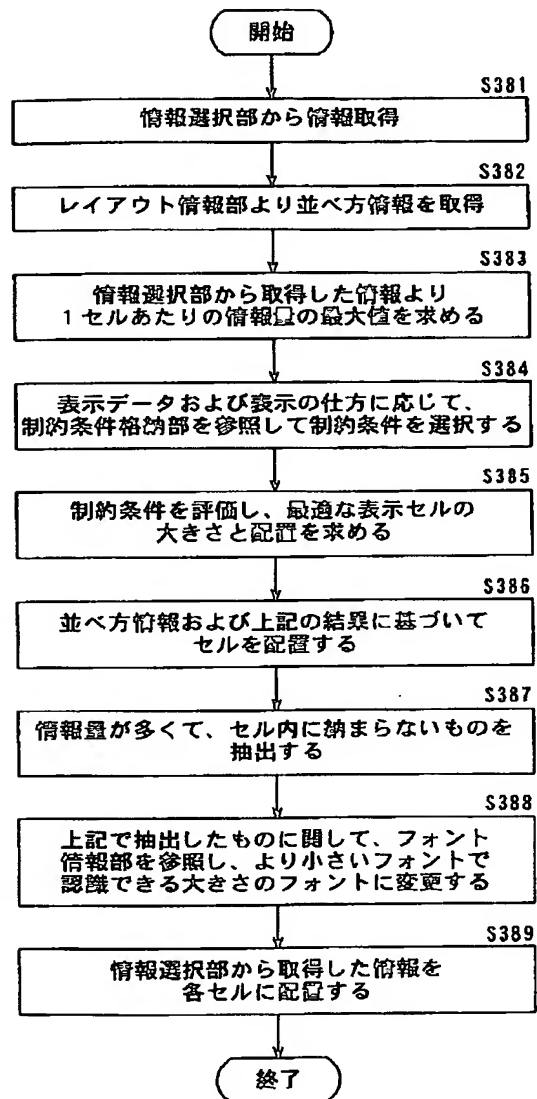 開始
S381
情報選択部から情報取得
S382
レイアウト情報部より並べ方情報を取得
S383
情報選択部から取得した情報より
1セルあたりの情報量の最大値を求める
S384
表示データおよび表示の仕方に応じて、
制約条件格納部を参照して制約条件を選択する
S385
制約条件を評価し、最適な表示セルの
大きさと配置を求める
S386
並べ方情報および上記の結果に基づいて
セルを配置する
S387
情報量が多くて、セル内に納まらないものを
抽出する
S388
上記で抽出したものに関して、フォント
情報部を参照し、より小さいフォントで
認識できる大きさのフォントに変更する
S389
情報選択部から取得した情報を
各セルに配置する
終了